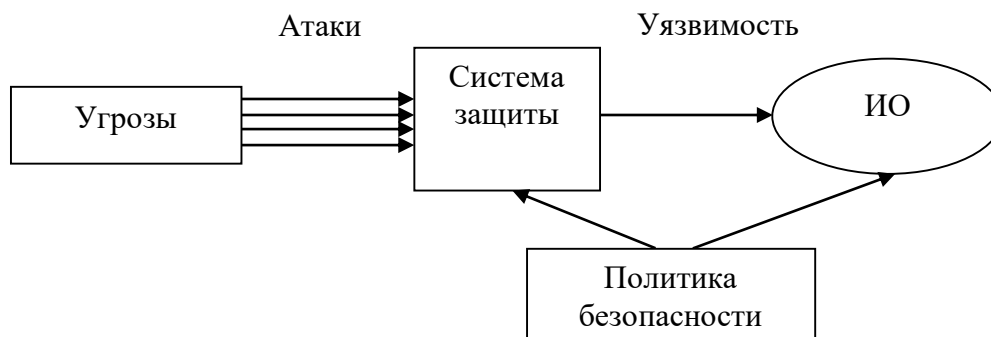 Атаки
Уязвимость
Угрозы
Система
защиты
ИО
Политика
безопасности